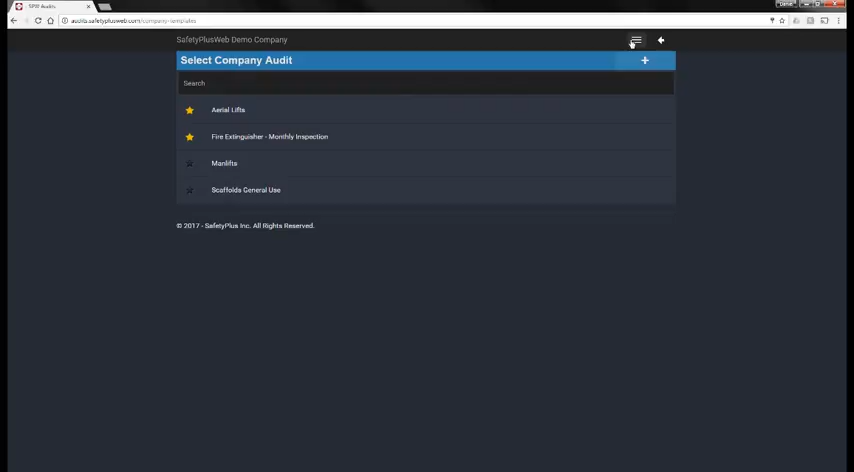 SPW Audits
audits.safetyplusweb.com/company-templates
SafetyPlusWeb Demo Company
Select Company Audit
Search
Aerial Lifts
Fire Extinguisher - Monthly Inspection
Manlifts
Scaffolds General Use
© 2017 - SafetyPlus Inc. All Rights Reserved.